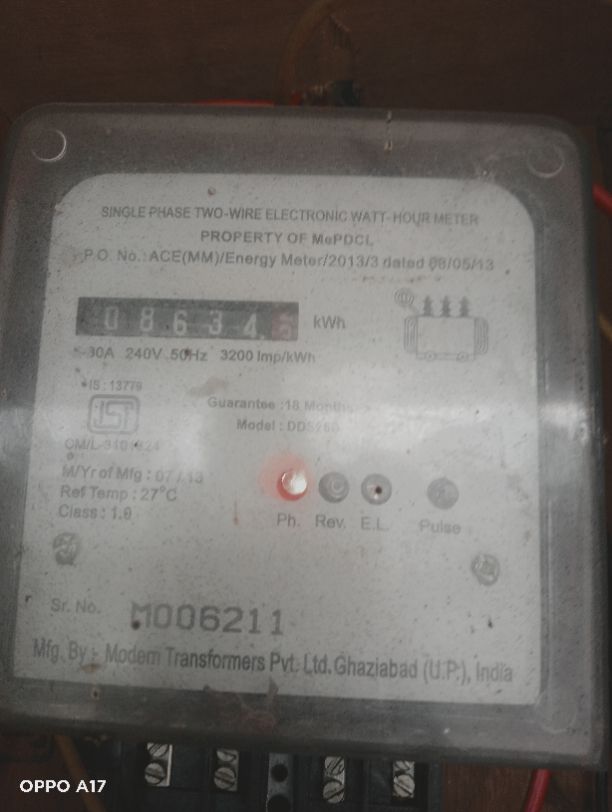 SINGLE PHASE TWO-WIRE ELECTRONIC WATT-HOUR METER
PROPERTY OF MePDCL
P.O. No.: ACE(MM)/Energy Meter/2013/3 dated 08/05/13
08634 kWh
-30A 240V 50Hz 3200 Imp/kWh
IS : 13779
Guarantee :18 Months
Model :
ISI
CM/L-
M/Yr of Mfg : 07/13
Ref Temp : 27°C
Class : 1.0
Ph. Rev. E.L. Pulse
Sr. No. M006211
Mfg. By :- Modern Transformers Pvt. Ltd. Ghaziabad (U.P.), India
OPPO A17